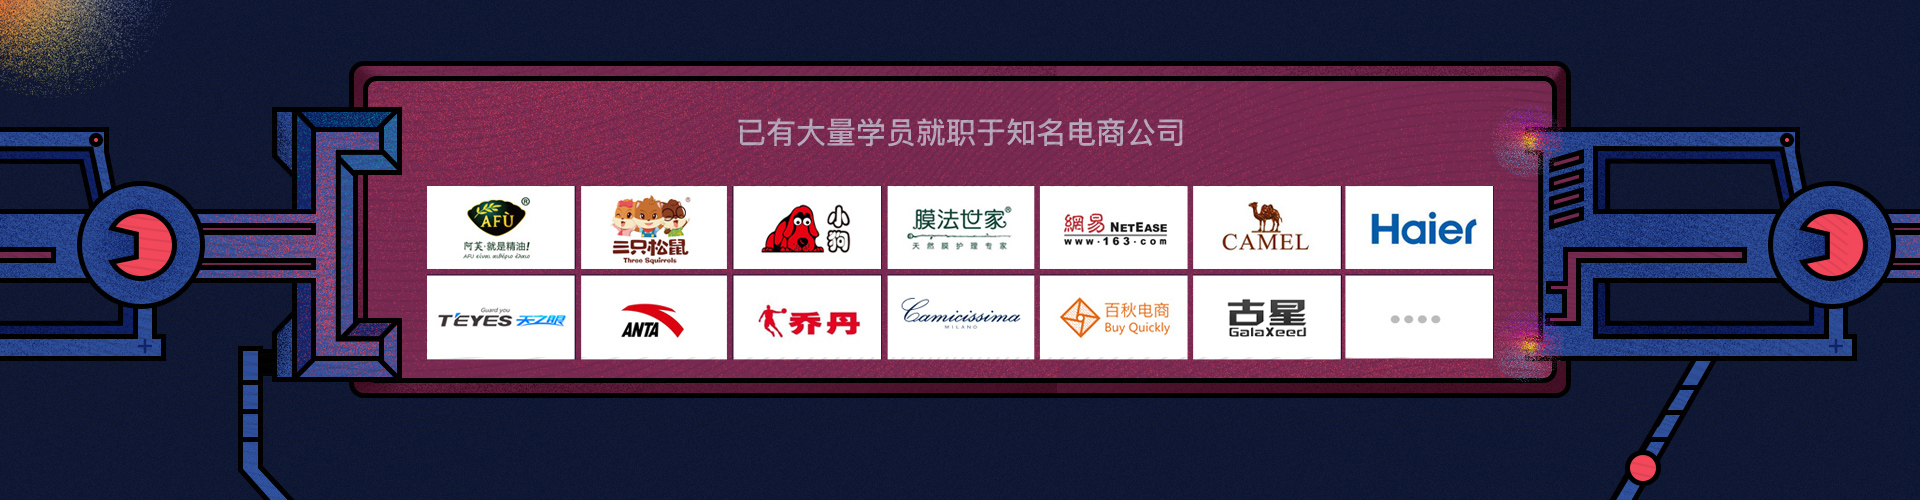 已有大量学员就职于知名电商公司
AFU ®
阿芙·就是精油!
®
三只松鼠
Three Squirrels
小狗
膜法世家®
天然膜护理专家
網易 NETEASE
www.163.com
CAMEL
Haier
Guard you
TEYES 天之眼
ANTA
乔丹
Camicissima
MILANO
百秋电商
Buy Quickly
古星
GalaXeed